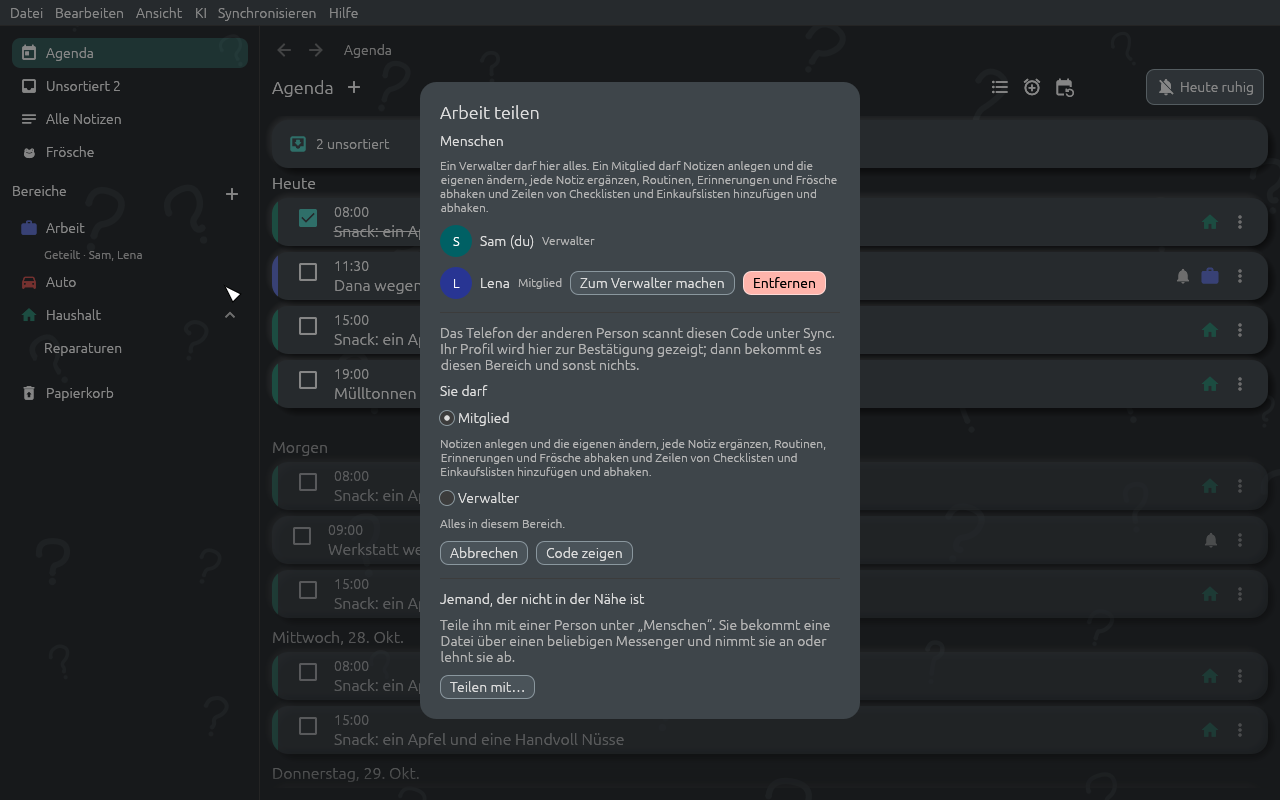 Datei Bearbeiten Ansicht KI Synchronisieren Hilfe
Agenda
Unsortiert 2
Alle Notizen
Frösche
Bereiche
Arbeit
Geteilt · Sam, Lena
Auto
Haushalt
Reparaturen
Papierkorb
Agenda
Agenda
Heute ruhig
2 unsortiert
Heute
08:00
Snack: ein
11:30
Dana
15:00
Snack: ein
19:00
Mülltonnen
Morgen
08:00
Snack: ein
09:00
Werkstatt
15:00
Snack: ein
Mittwoch, 28. Okt.
08:00
Snack: ein
15:00
Snack: ein Apfel und eine Handvoll Nüsse
Donnerstag, 29. Okt.
Arbeit teilen
Menschen
Ein Verwalter darf hier alles. Ein Mitglied darf Notizen anlegen und die
eigenen ändern, jede Notiz ergänzen, Routinen, Erinnerungen und Frösche
abhaken und Zeilen von Checklisten und Einkaufslisten hinzufügen und
abhaken.
S Sam (du) Verwalter
L Lena Mitglied Zum Verwalter machen Entfernen
Das Telefon der anderen Person scannt diesen Code unter Sync.
Ihr Profil wird hier zur Bestätigung gezeigt; dann bekommt es
diesen Bereich und sonst nichts.
Sie darf
Mitglied
Notizen anlegen und die eigenen ändern, jede Notiz ergänzen, Routinen,
Erinnerungen und Frösche abhaken und Zeilen von Checklisten und
Einkaufslisten hinzufügen und abhaken.
Verwalter
Alles in diesem Bereich.
Abbrechen Code zeigen
Jemand, der nicht in der Nähe ist
Teile ihn mit einer Person unter „Menschen“. Sie bekommt eine
Datei über einen beliebigen Messenger und nimmt sie an oder
lehnt sie ab.
Teilen mit…